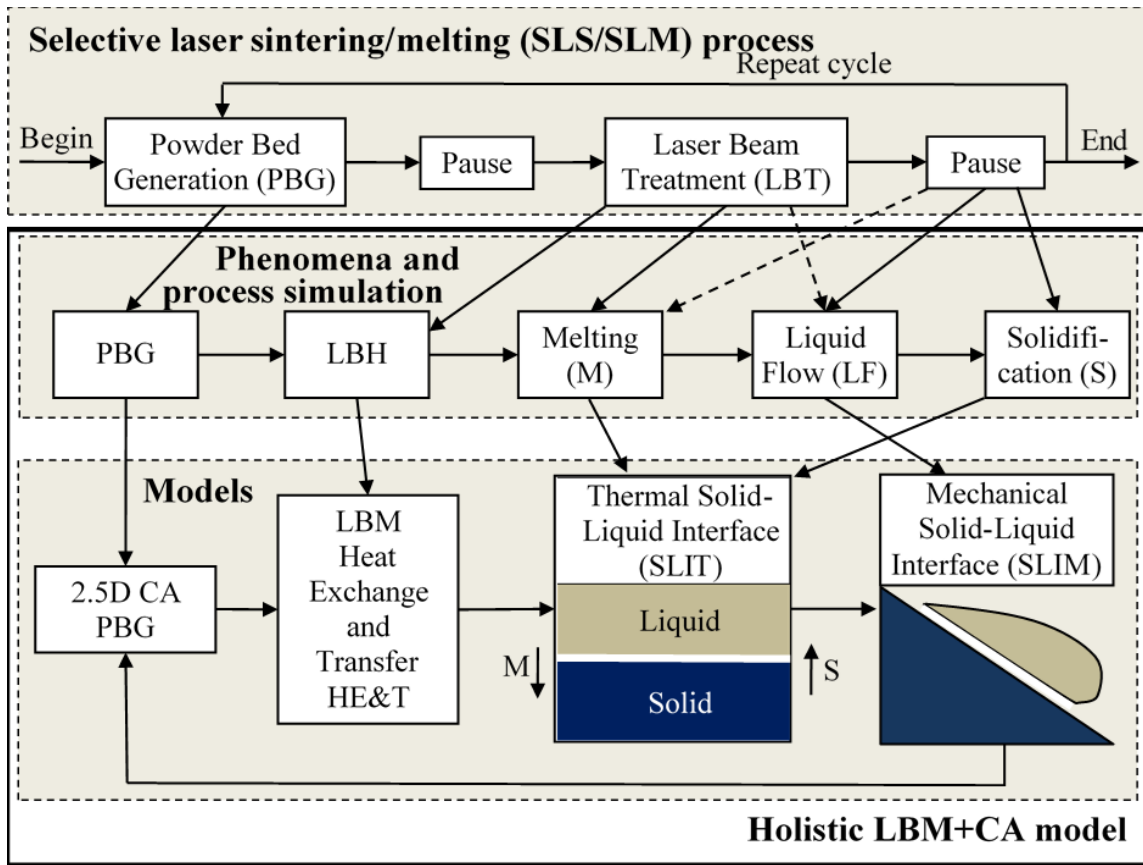 Selective laser sintering/melting (SLS/SLM) process
Repeat cycle
Begin
Powder Bed
Generation (PBG)
Pause
Laser Beam
Treatment (LBT)
Pause
End
Phenomena and
process simulation
PBG
LBH
Melting
(M)
Liquid
Flow (LF)
Solidifi-
cation (S)
Models
2.5D CA
PBG
LBM
Heat
Exchange
and
Transfer
HE&T
Thermal Solid-
Liquid Interface
(SLIT)
Liquid
M
S
Solid
Mechanical
Solid-Liquid
Interface (SLIM)
Holistic LBM+CA model